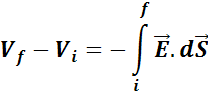 V_f − V_i = − ∫_i^f E⃗. dS⃗